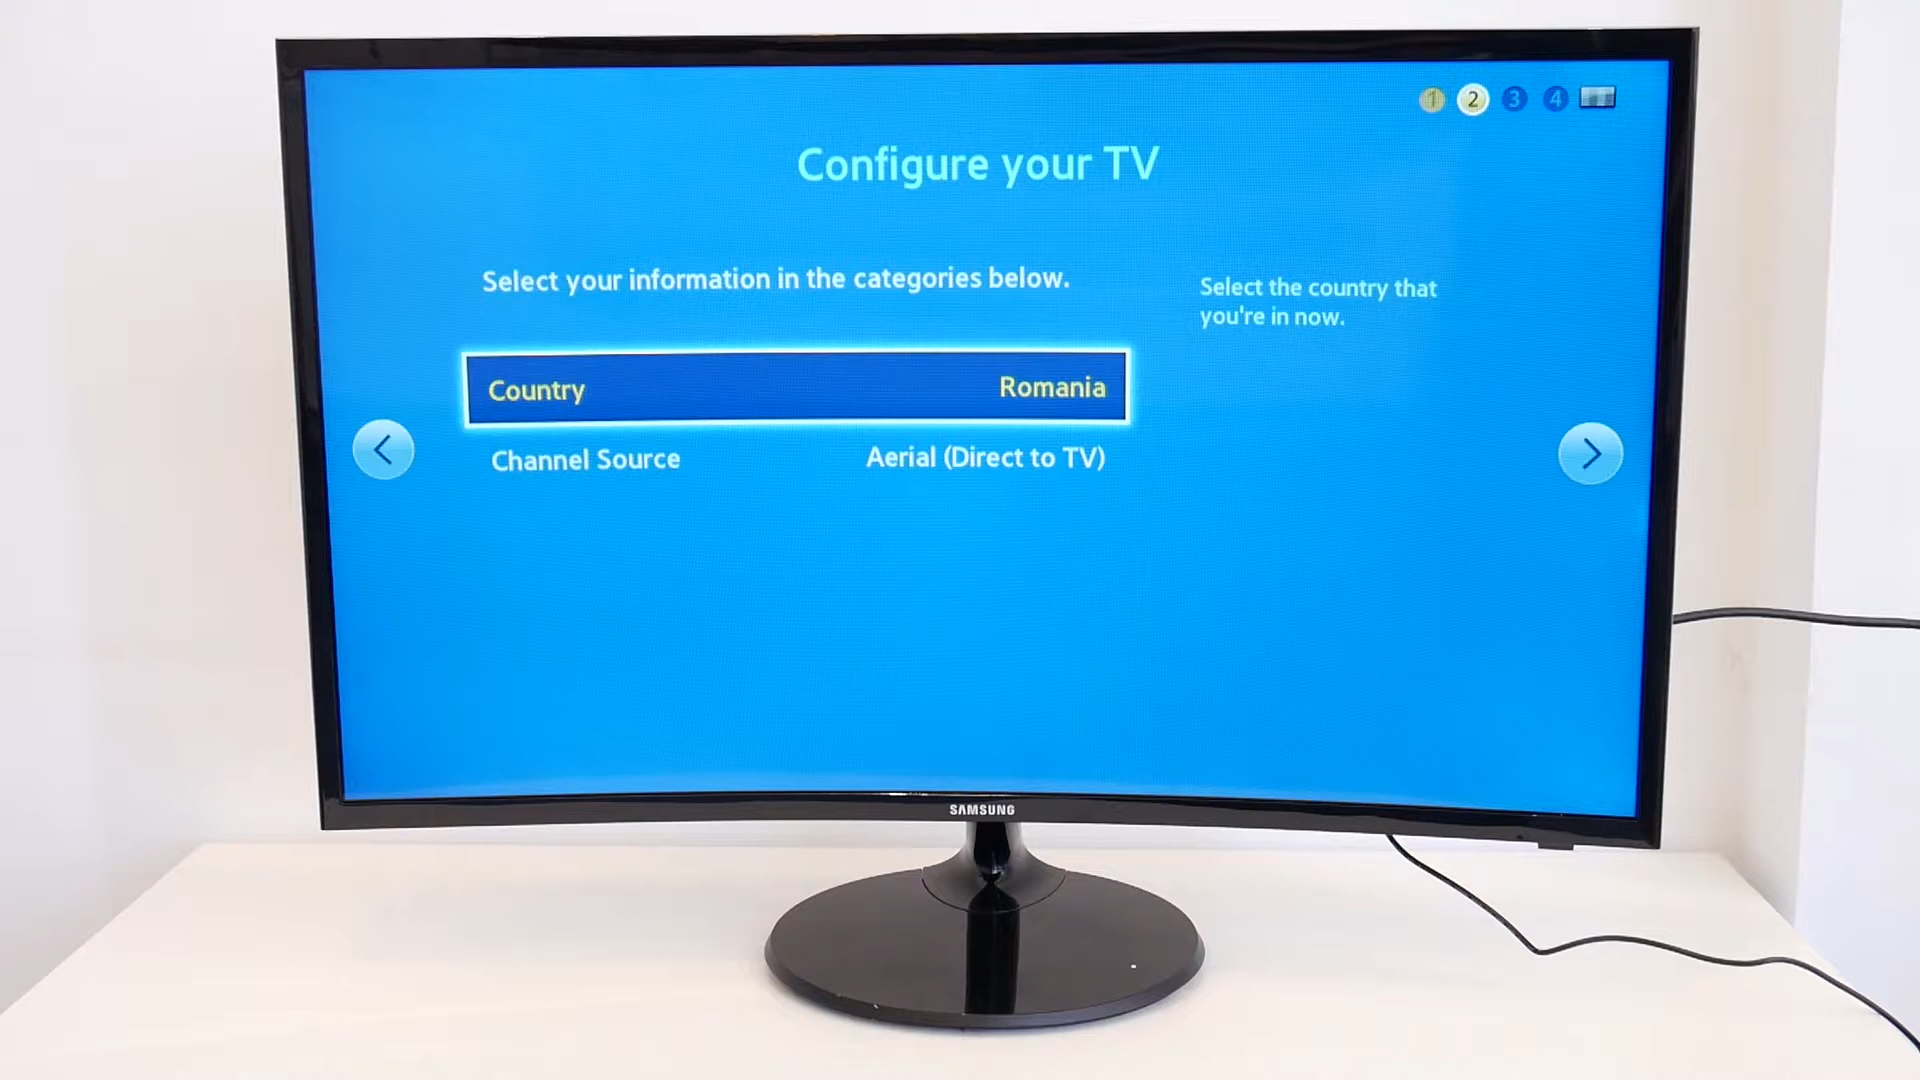 1 2 3 4
Configure your TV
Select your information in the categories below.
Select the country that
you're in now.
Country Romania
Channel Source Aerial (Direct to TV)
SAMSUNG